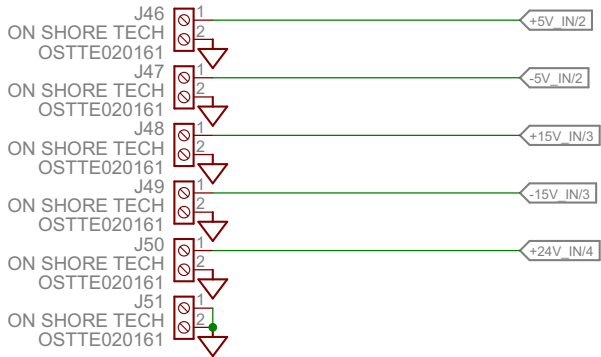 J46
1
+5V_IN/2
ON SHORE TECH
2
OSTTE020161
J47
1
-5V_IN/2
ON SHORE TECH
2
OSTTE020161
J48
1
+15V_IN/3
ON SHORE TECH
2
OSTTE020161
J49
1
-15V_IN/3
ON SHORE TECH
2
OSTTE020161
J50
1
+24V_IN/4
ON SHORE TECH
2
OSTTE020161
J51
1
ON SHORE TECH
2
OSTTE020161